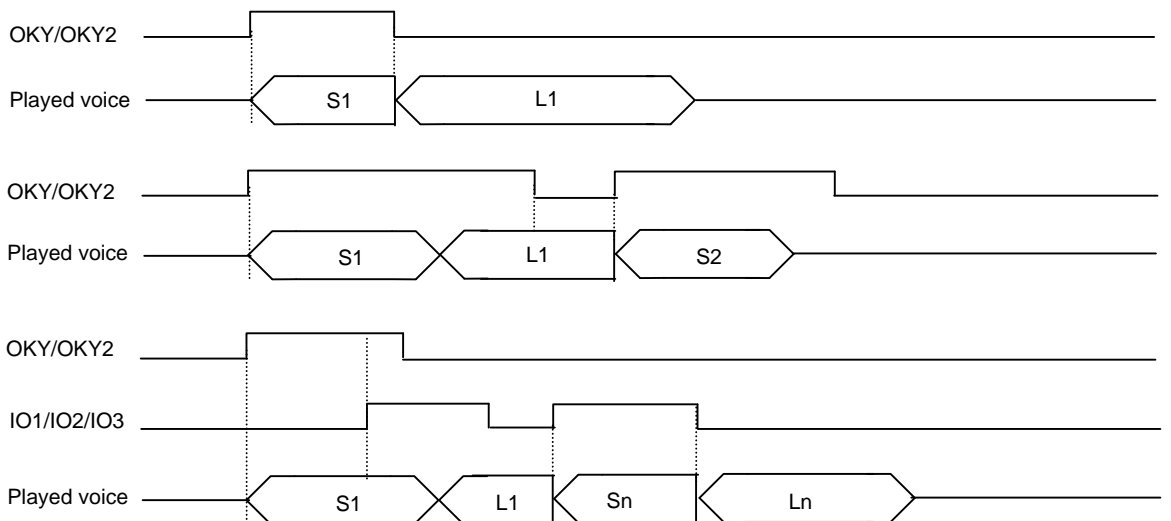 OKY/OKY2
Played voice S1 L1
OKY/OKY2
Played voice S1 L1 S2
OKY/OKY2
IO1/IO2/IO3
Played voice S1 L1 Sn Ln